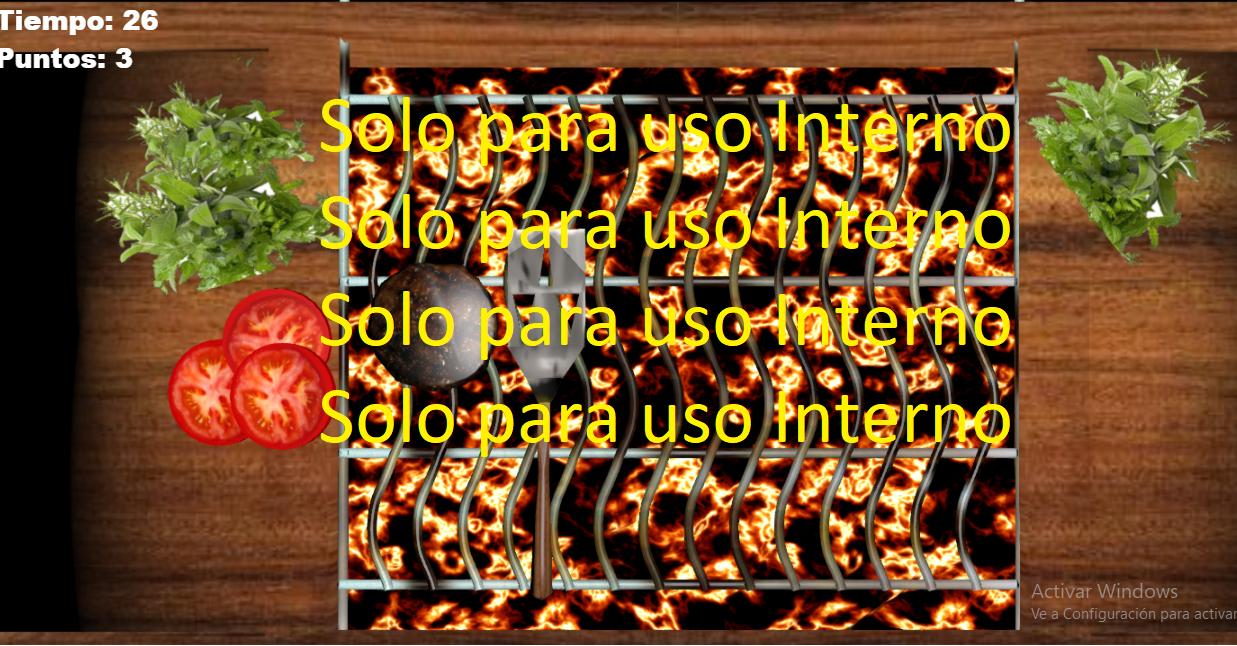 Tiempo: 26
Puntos: 3
Solo para uso Interno
Solo para uso Interno
Solo para uso Interno
Solo para uso Interno
Activar Windows
Ve a Configuración para activar